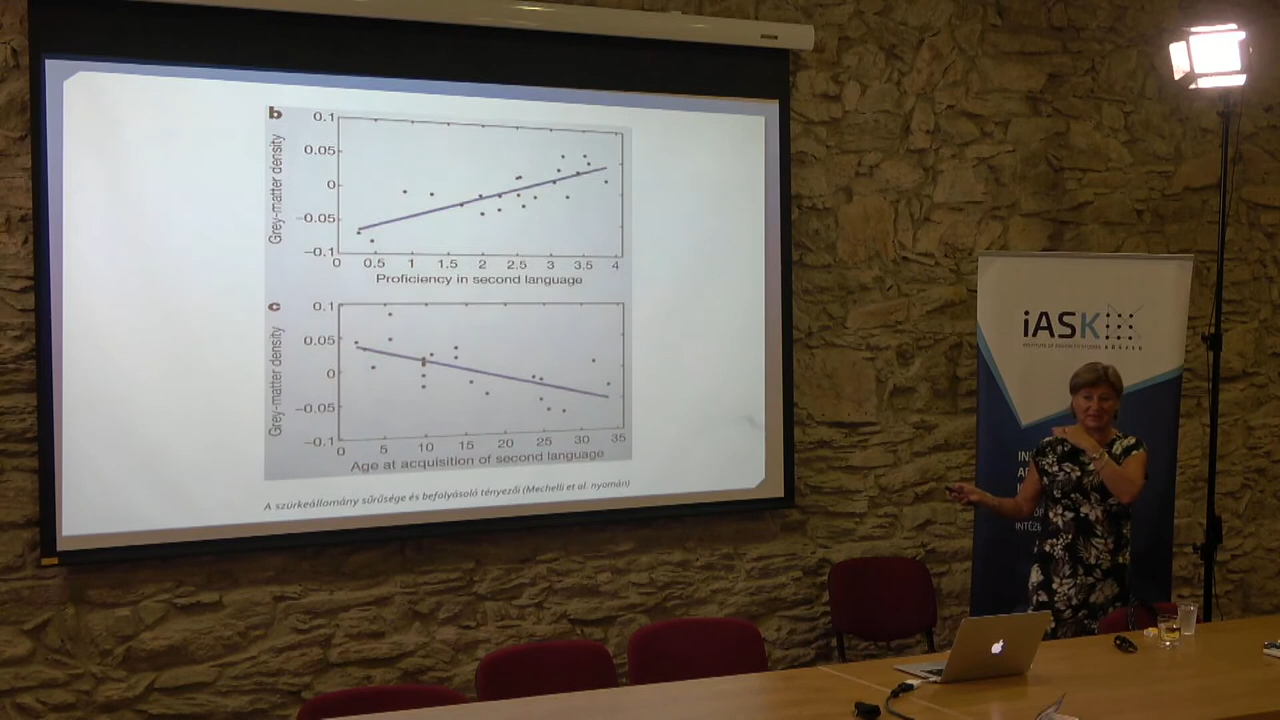 b
0.1
0.05
0
−0.05
−0.1
Grey-matter density
0 0.5 1 1.5 2 2.5 3 3.5 4
Proficiency in second language
c
0.1
0.05
0
−0.05
−0.1
Grey-matter density
0 5 10 15 20 25 30 35
Age at acquisition of second language
A szürkeállomány sűrűsége és befolyásoló tényezői (Mechelli et al. nyomán)
iASK